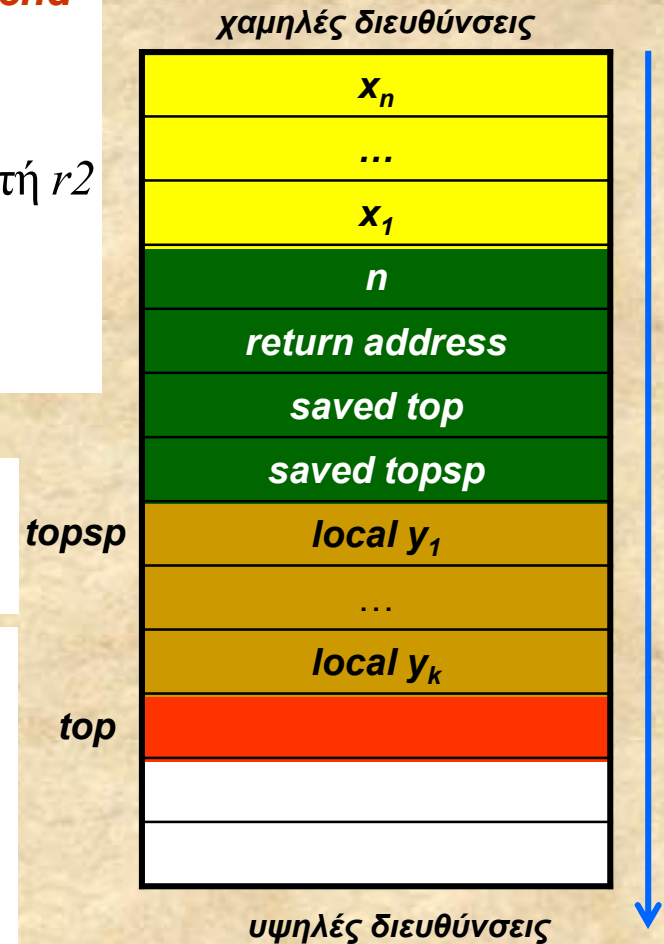 χαμηλές διευθύνσεις
τή r2
xₙ
...
x₁
n
return address
saved top
saved topsp
topsp
local y₁
...
local yₖ
top
υψηλές διευθύνσεις